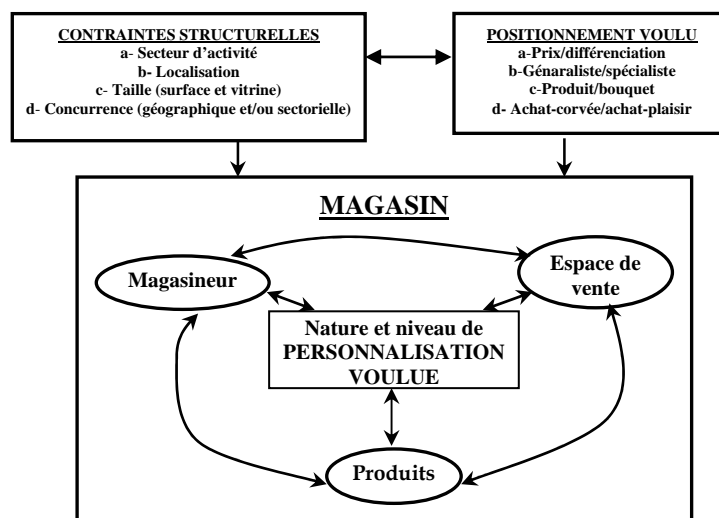 CONTRAINTES STRUCTURELLES
a- Secteur d'activité
b- Localisation
c- Taille (surface et vitrine)
d- Concurrence (géographique et/ou sectorielle)
POSITIONNEMENT VOULU
a-Prix/différenciation
b-Génaraliste/spécialiste
c-Produit/bouquet
d- Achat-corvée/achat-plaisir
MAGASIN
Magasineur
Espace de
vente
Nature et niveau de
PERSONNALISATION
VOULUE
Produits